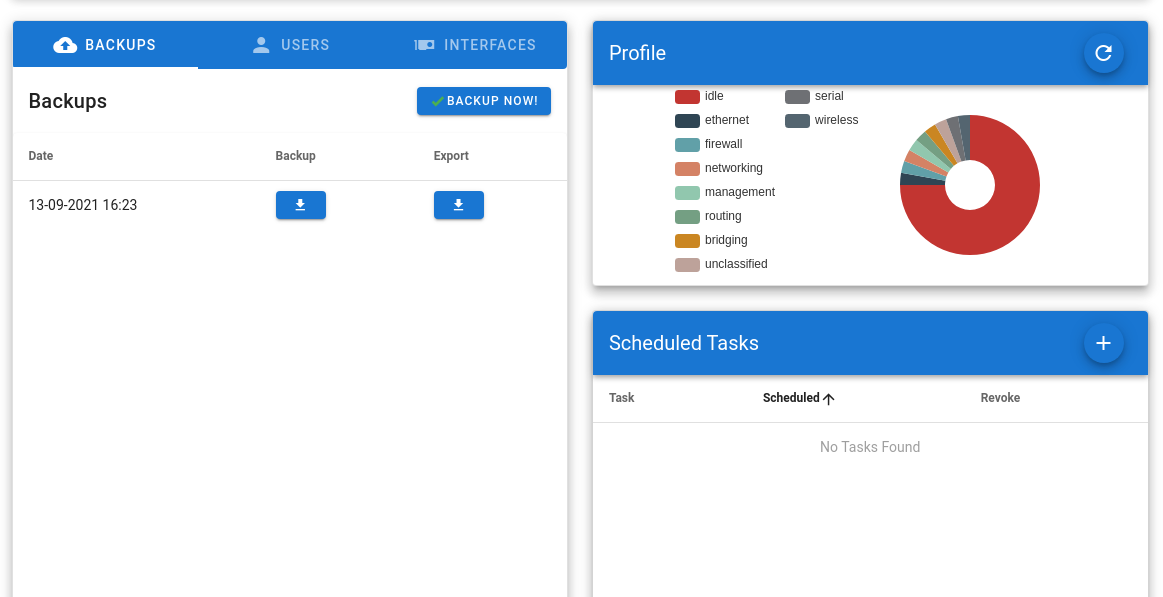 BACKUPS USERS INTERFACES
Backups BACKUP NOW!
Date Backup Export
13-09-2021 16:23
Profile
idle serial
ethernet wireless
firewall
networking
management
routing
bridging
unclassified
Scheduled Tasks
Task Scheduled Revoke
No Tasks Found